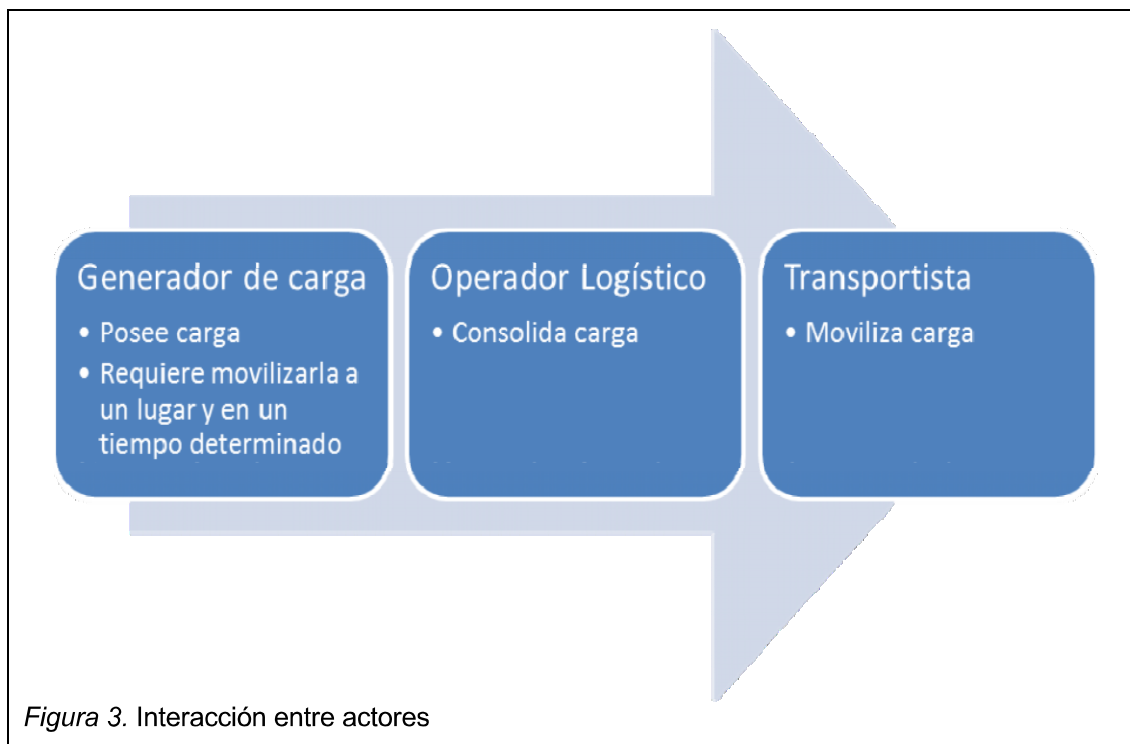 Generador de carga
• Posee carga
• Requiere movilizarla a
un lugar y en un
tiempo determinado
Operador Logístico
• Consolida carga
Transportista
• Moviliza carga
Figura 3. Interacción entre actores